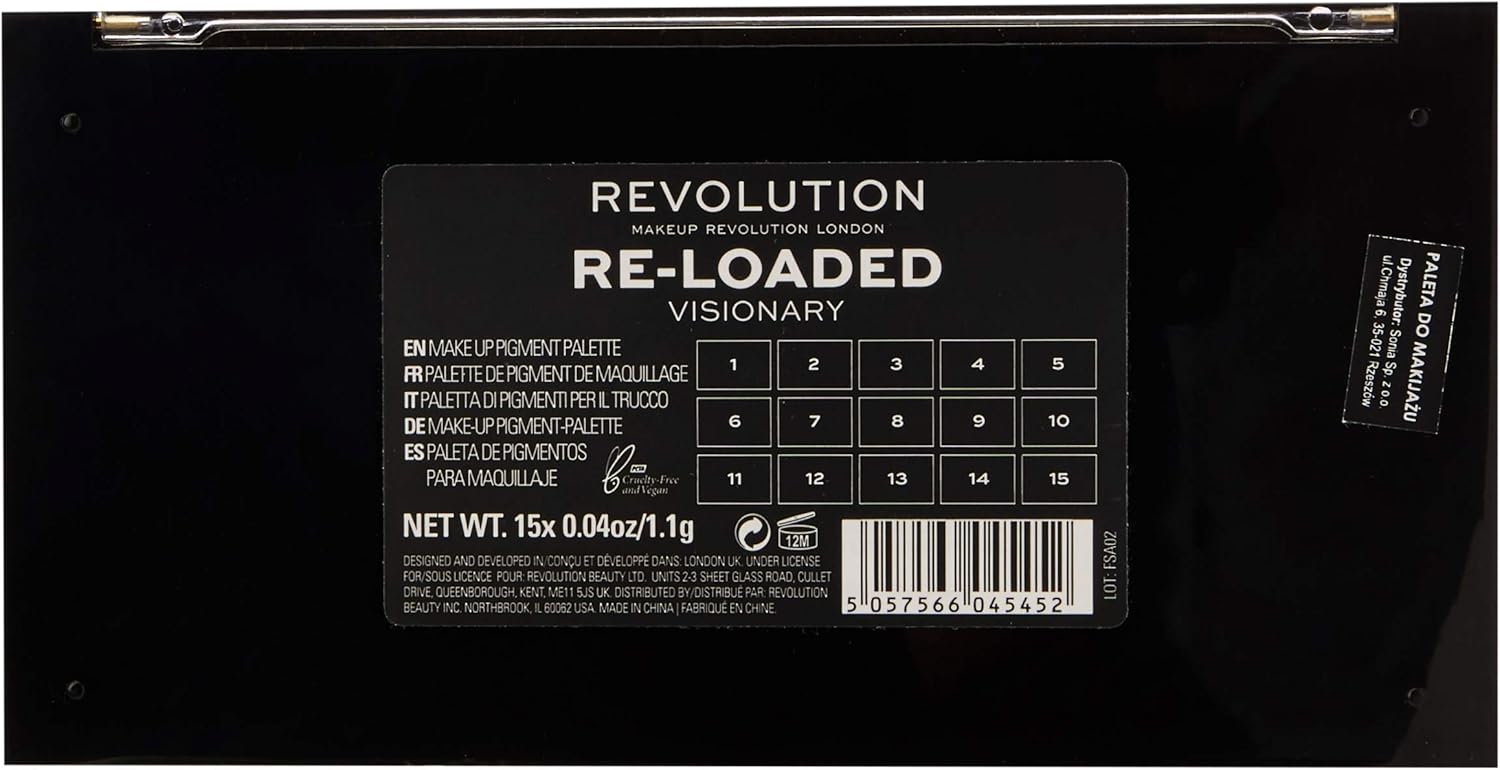 REVOLUTION
MAKEUP REVOLUTION LONDON
RE-LOADED
VISIONARY
EN MAKE UP PIGMENT PALETTE
FR PALETTE DE PIGMENT DE MAQUILLAGE
IT PALETTA DI PIGMENTI PER IL TRUCCO
DE MAKE-UP PIGMENT-PALETTE
ES PALETA DE PIGMENTOS
PARA MAQUILLAJE
PETA
Cruelty-Free
and Vegan
1 2 3 4 5
6 7 8 9 10
11 12 13 14 15
NET WT. 15x 0.04oz/1.1g
12M
DESIGNED AND DEVELOPED IN/CONÇU ET DÉVELOPPÉ DANS: LONDON UK. UNDER LICENSE
FOR/SOUS LICENCE POUR: REVOLUTION BEAUTY LTD. UNITS 2-3 SHEET GLASS ROAD, CULLET
DRIVE, QUEENBOROUGH, KENT, ME11 5JS UK. DISTRIBUTED BY/DISTRIBUÉ PAR: REVOLUTION
BEAUTY INC. NORTHBROOK, IL 60062 USA. MADE IN CHINA | FABRIQUÉ EN CHINE.
5 057566 045452
LOT: FSA02
PALETA DO MAKIJAŻU
Dystrybutor: Sonia Sp. z o.o.
ul.Chmaja 6, 35-021 Rzeszów